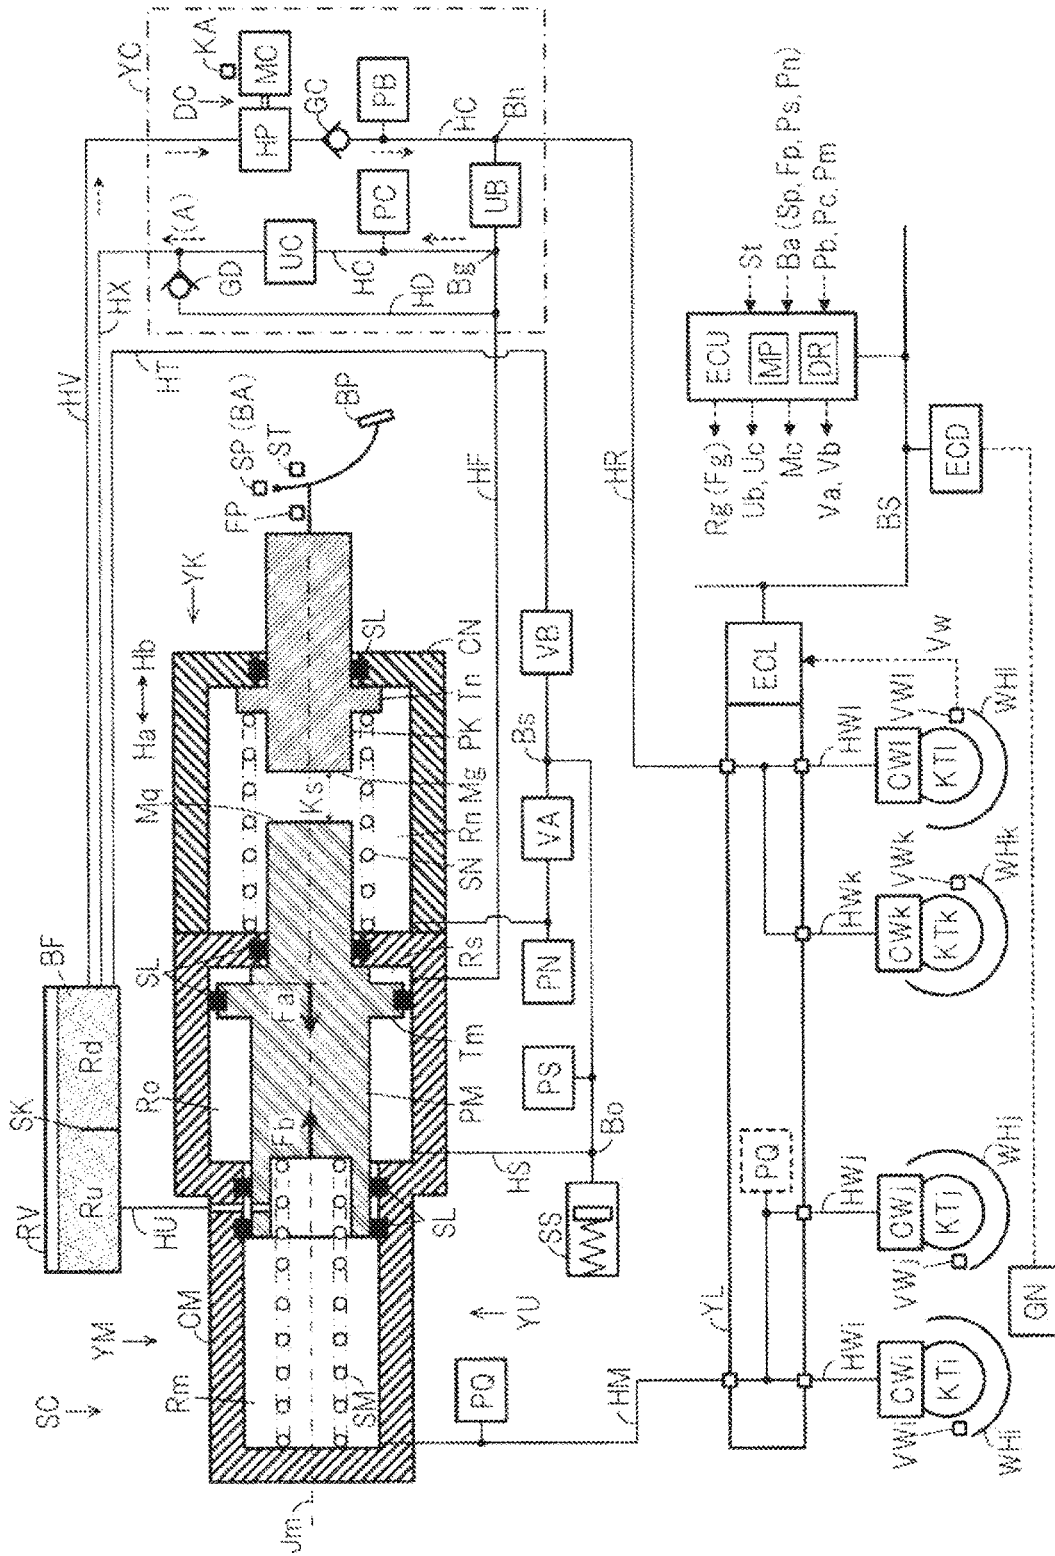 SC
YM
RV
SK
BF
Ru
Rd
HU
HV
HX
HT
YC
DC
KA
HP
MC
GC
PB
HC
Bh
UB
PC
(A)
UC
GD
HC
HD
Bg
SP (BA)
ST
FP
BP
HF
HR
YK
Ha
Hb
Jm
CM
Rm
SM
Ro
SL
Mq
Ks
Fb
Fa
SL
PM
Tm
Rs
SN
Rn
Mg
PK
Tn
CN
SL
YU
PQ
HM
SS
HS
Bo
PS
PN
VA
Bs
VB
ECU
MP
DR
St
Ba (Sp, Fp, Ps, Pn)
Pb, Pc, Pm
Rg (Fg)
Ub, Uc
Mc
Va, Vb
BS
ECD
YL
PQ
ECL
Vw
HWi
HWj
HWk
HWl
CWi
KTi
VWi
WHi
CWj
KTj
VWj
WHj
CWk
KTk
VWk
WHk
CWl
KTl
VWl
WHl
GN